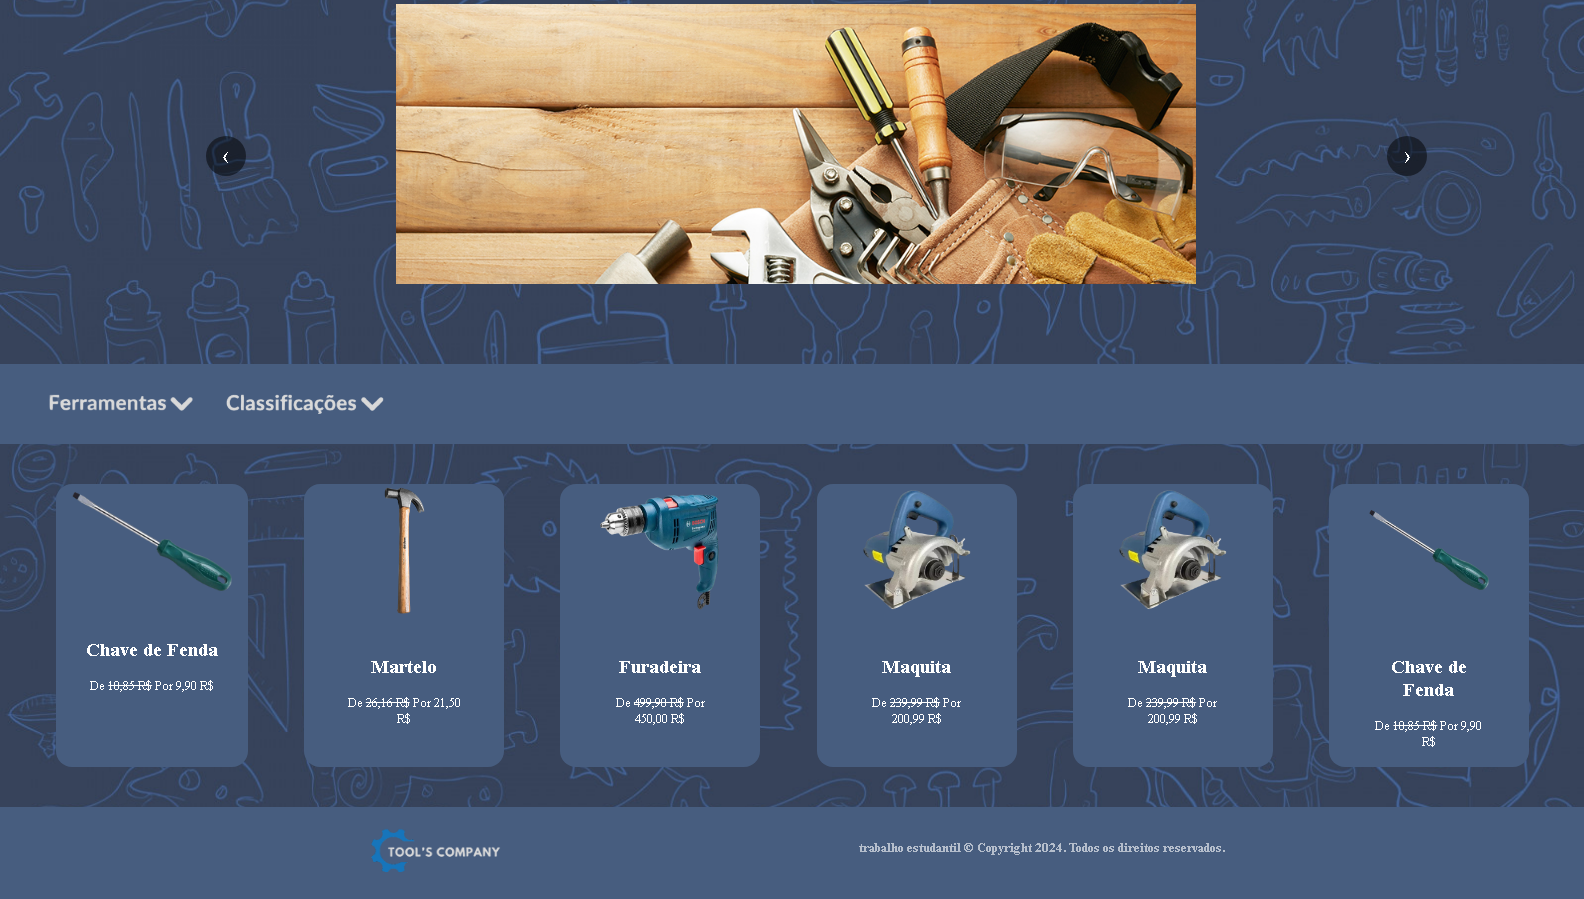 ‹
›
Ferramentas
Classificações
Chave de Fenda
De 10,85 R$ Por 9,90 R$
Martelo
De 26,16 R$ Por 21,50
R$
Furadeira
De 499,90 R$ Por
450,00 R$
Maquita
De 239,99 R$ Por
200,99 R$
Maquita
De 239,99 R$ Por
200,99 R$
Chave de
Fenda
De 10,85 R$ Por 9,90
R$
TOOL'S COMPANY
trabalho estudantil © Copyright 2024. Todos os direitos reservados.